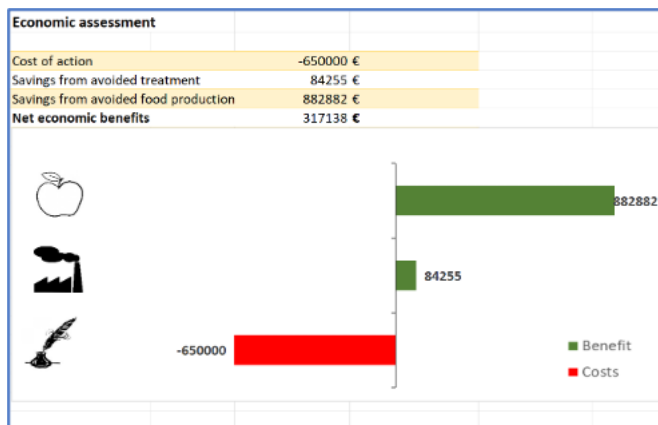 Economic assessment
Cost of action -650000 €
Savings from avoided treatment 84255 €
Savings from avoided food production 882882 €
Net economic benefits 317138 €
882882
84255
-650000
Benefit
Costs